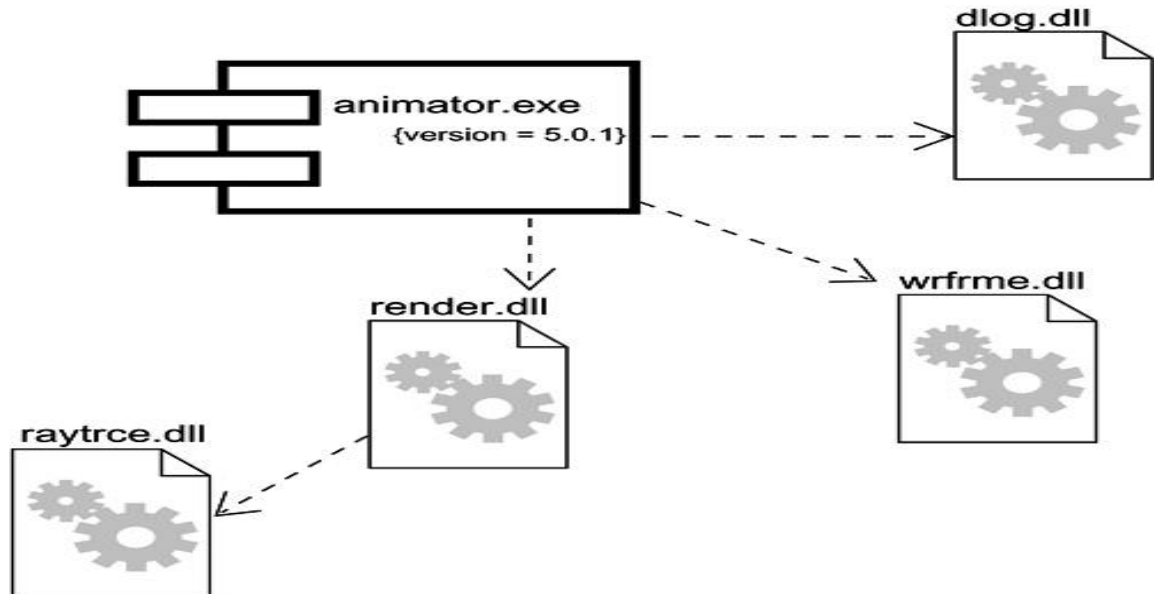 dlog.dll
animator.exe
{version = 5.0.1}
wrfrme.dll
render.dll
raytrce.dll